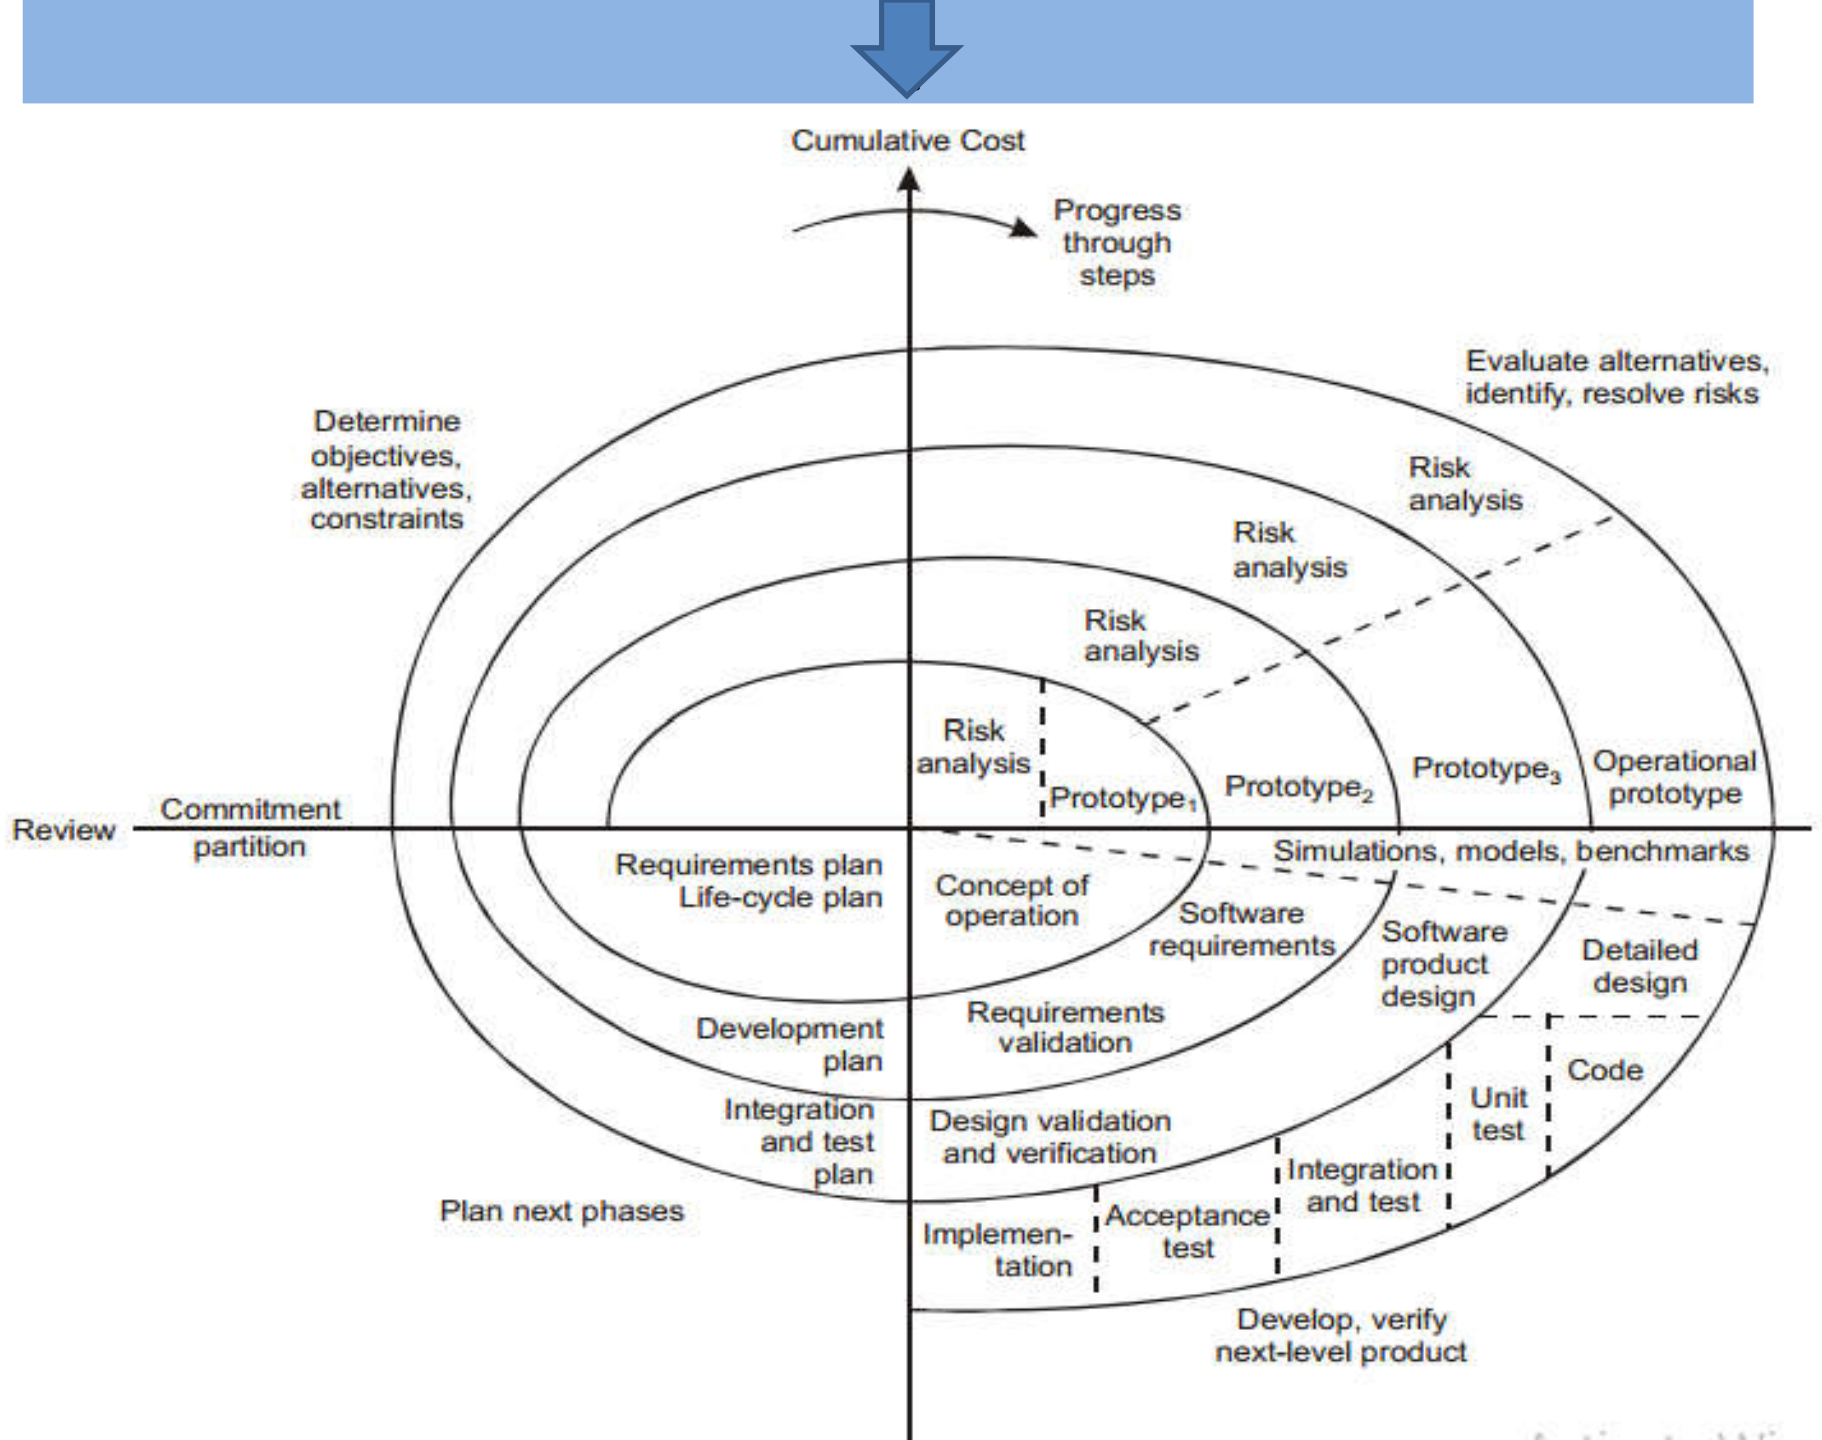 Cumulative Cost
Progress
through
steps
Evaluate alternatives,
identify, resolve risks
Determine
objectives,
alternatives,
constraints
Risk
analysis
Risk
analysis
Risk
analysis
Risk
analysis
Prototype₁
Prototype₂
Prototype₃
Operational
prototype
Review
Commitment
partition
Simulations, models, benchmarks
Requirements plan
Life-cycle plan
Concept of
operation
Software
requirements
Software
product
design
Detailed
design
Development
plan
Requirements
validation
Code
Unit
test
Integration
and test
plan
Design validation
and verification
Integration
and test
Acceptance
test
Implemen-
tation
Plan next phases
Develop, verify
next-level product